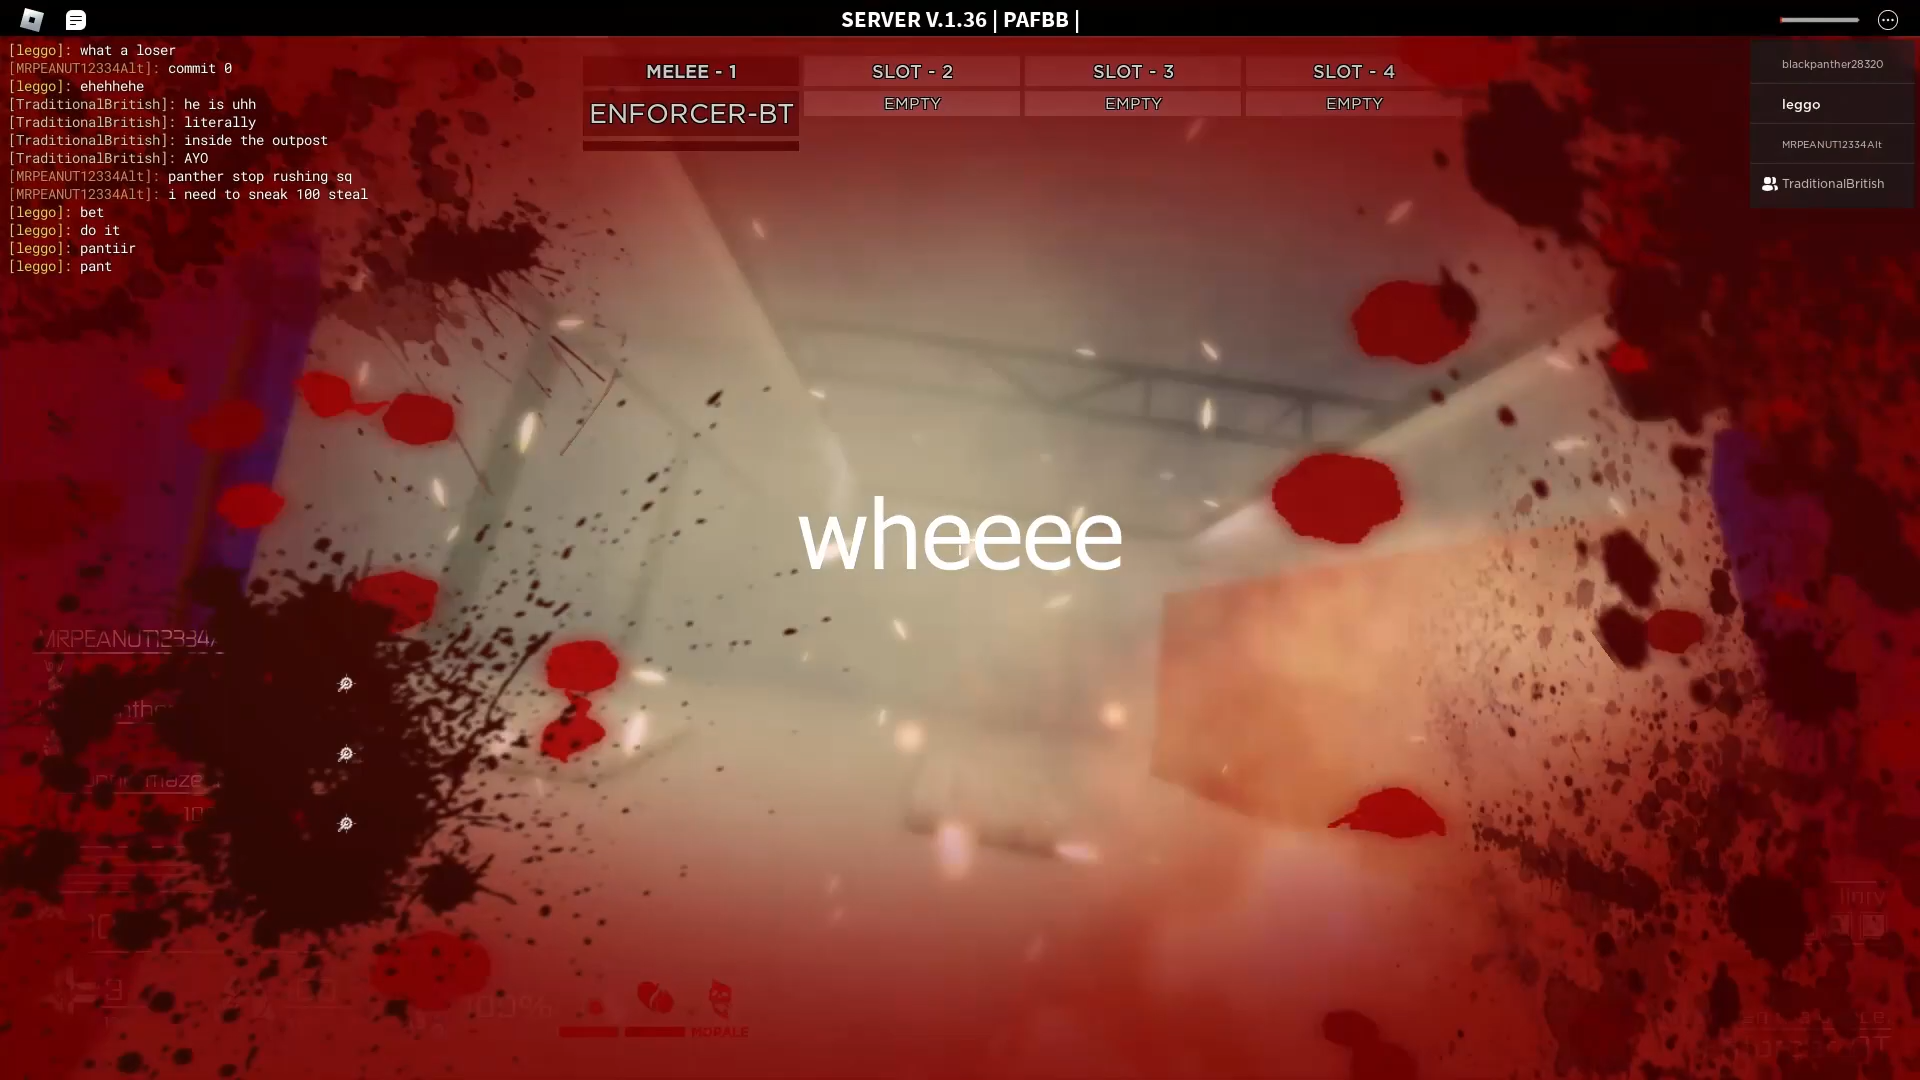 SERVER V.1.36 | PAFBB |
[leggo]: what a loser
[MRPEANUT12334Alt]: commit 0
[leggo]: ehehhehe
[TraditionalBritish]: he is uhh
[TraditionalBritish]: literally
[TraditionalBritish]: inside the outpost
[TraditionalBritish]: AYO
[MRPEANUT12334Alt]: panther stop rushing sq
[MRPEANUT12334Alt]: i need to sneak 100 steal
[leggo]: bet
[leggo]: do it
[leggo]: pantiir
[leggo]: pant
MELEE - 1
ENFORCER-BT
SLOT - 2
EMPTY
SLOT - 3
EMPTY
SLOT - 4
EMPTY
blackpanther28320
leggo
MRPEANUT12334Alt
TraditionalBritish
wheeee
MORALE